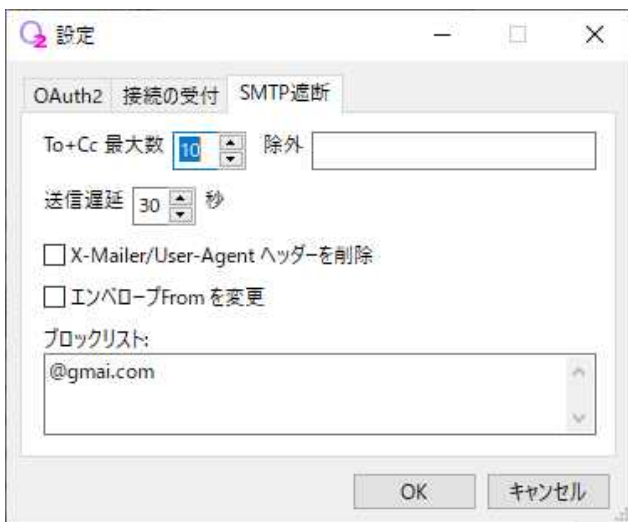 設定
OAuth2 接続の受付 SMTP遮断
To+Cc 最大数 10 除外
送信遅延 30 秒
X-Mailer/User-Agent ヘッダーを削除
エンベロープFrom を変更
ブロックリスト:
@gmai.com
OK キャンセル